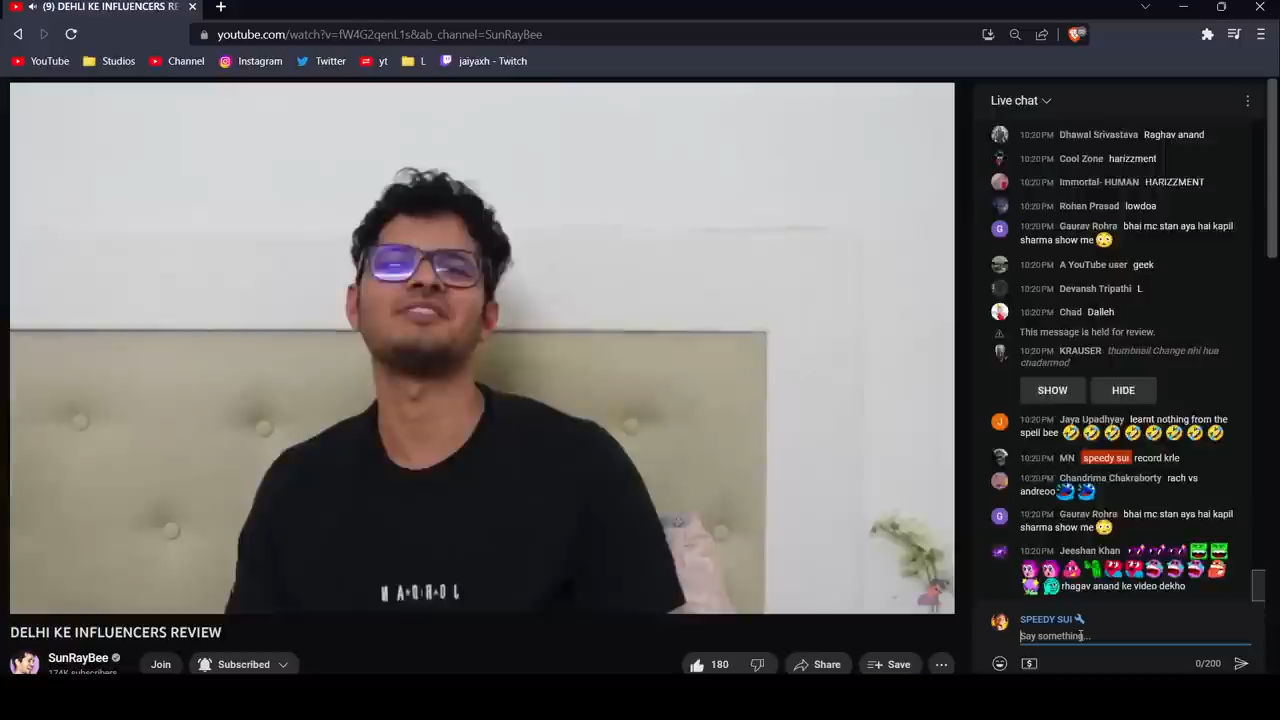 (9) DEHLI KE INFLUENCERS RE
youtube.com/watch?v=fW4G2qenL1s&ab_channel=SunRayBee
YouTube Studios Channel Instagram Twitter yt L jaiyaxh - Twitch
Live chat
10:20 PM Dhawal Srivastava Raghav anand
10:20 PM Cool Zone harizzment
10:20 PM Immortal- HUMAN HARIZZMENT
10:20 PM Rohan Prasad lowdoa
10:20 PM Gaurav Rohra bhai mc stan aya hai kapil
sharma show me
10:20 PM A YouTube user geek
10:20 PM Devansh Tripathi L
10:20 PM Chad Dalleh
This message is held for review.
10:20 PM KRAUSER thumbnail Change nhi hua
chadarmod
SHOW HIDE
10:20 PM Jaya Upadhyay learnt nothing from the
spell bee
10:20 PM MN speedy sui record krle
10:20 PM Chandrima Chakraborty rach vs
andreoo
10:20 PM Gaurav Rohra bhai mc stan aya hai kapil
sharma show me
10:20 PM Jeeshan Khan
rhagav anand ke video dekho
SPEEDY SUI
Say something...
0/200
JORDAN
DELHI KE INFLUENCERS REVIEW
SunRayBee
174K subscribers
Join Subscribed 180 Share Save